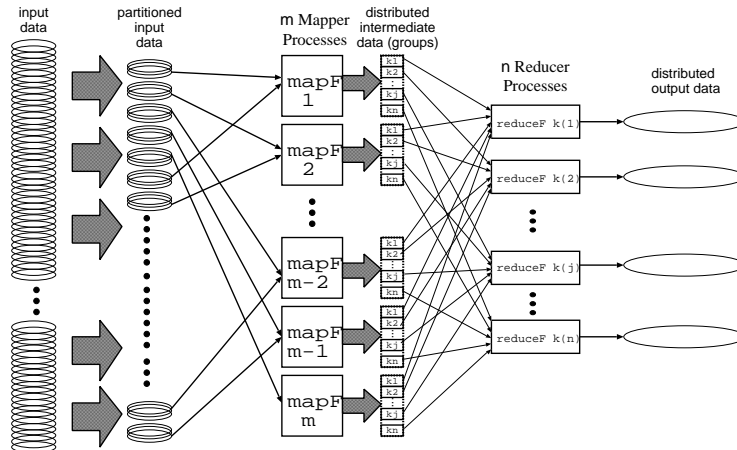 input
data
partitioned
input
data
m Mapper
Processes
distributed
intermediate
data (groups)
n Reducer
Processes
distributed
output data
mapF
1
k1
k2
kj
kn
mapF
2
k1
k2
kj
kn
mapF
m-2
k1
k2
kj
kn
mapF
m-1
k1
k2
kj
kn
mapF
m
k1
k2
kj
kn
reduceF k(1)
reduceF k(2)
reduceF k(j)
reduceF k(n)